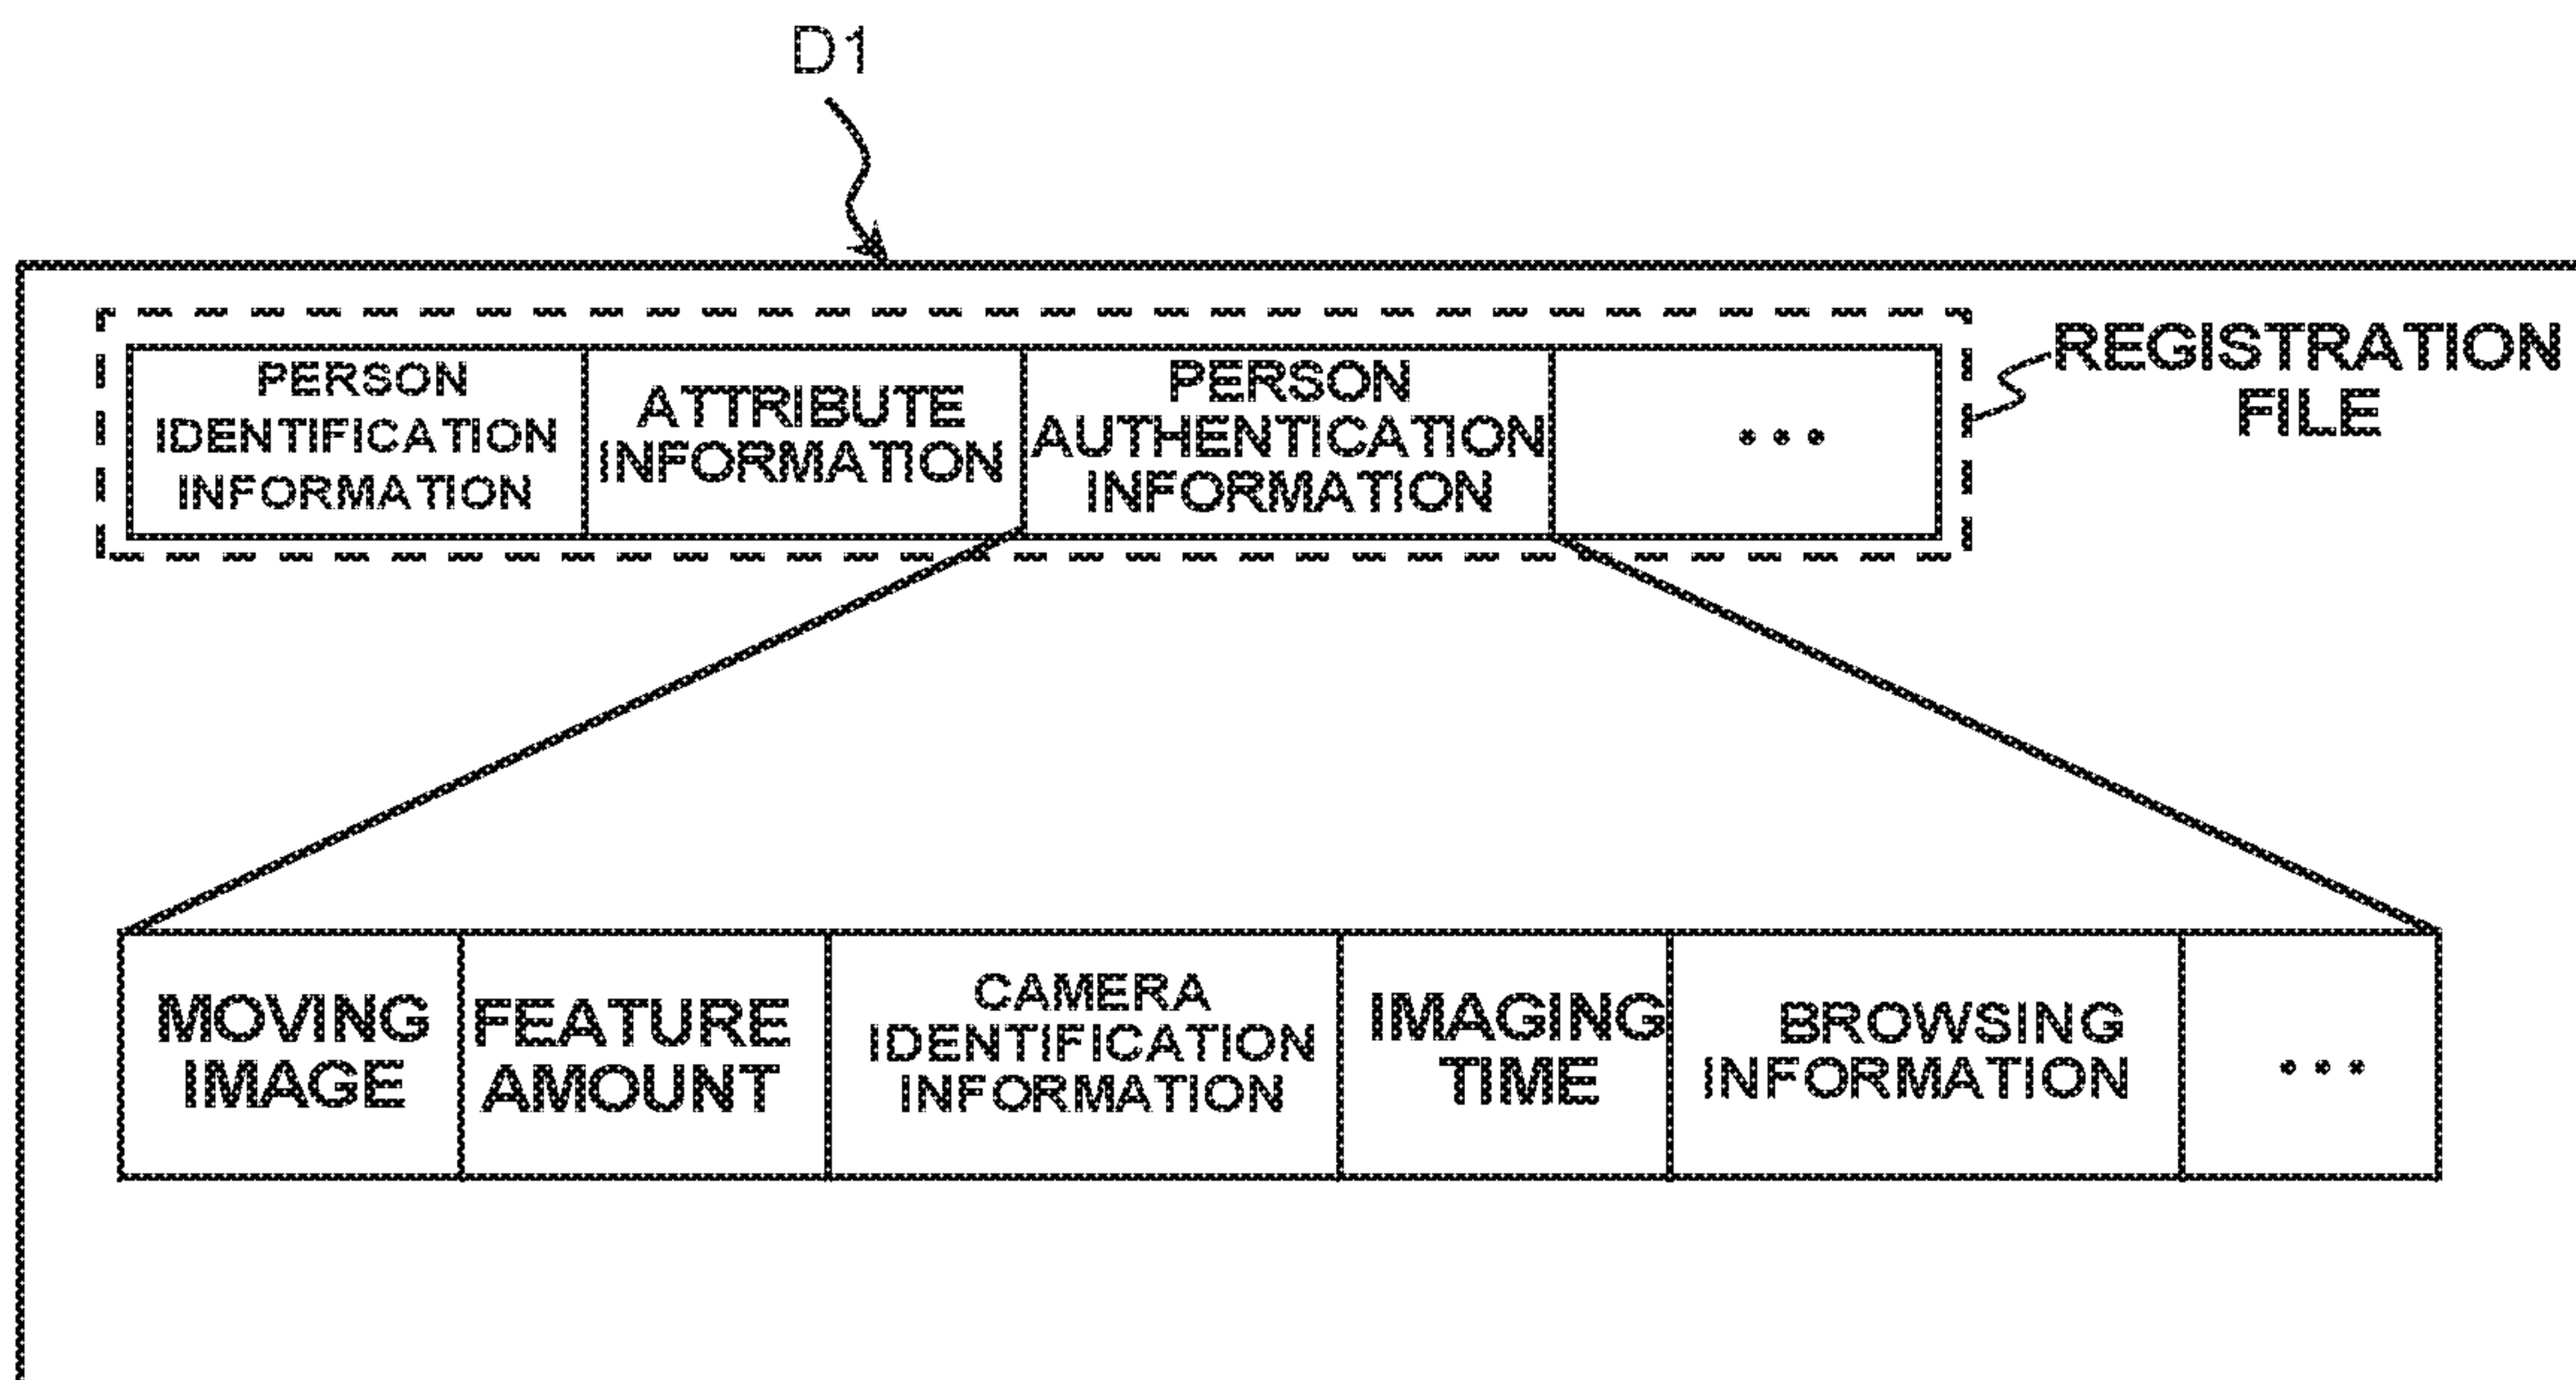 D1
PERSON
IDENTIFICATION
INFORMATION
ATTRIBUTE
INFORMATION
PERSON
AUTHENTICATION
INFORMATION
...
REGISTRATION
FILE
MOVING
IMAGE
FEATURE
AMOUNT
CAMERA
IDENTIFICATION
INFORMATION
IMAGING
TIME
BROWSING
INFORMATION
...